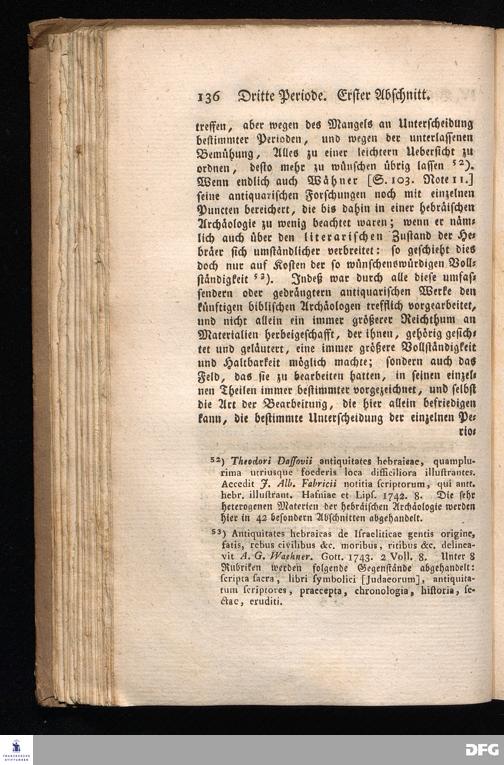 136 Dritte Periode. Erster Abschnitt.
treffen, aber wegen des Mangels an Unterscheidung
bestimmter Perioden, und wegen der unterlassenen
Bemühung, Alles zu einer leichtern Uebersicht zu
ordnen, desto mehr zu wünschen übrig lassen 52).
Wenn endlich auch Wähner [S. 103. Note 11.]
seine antiquarischen Forschungen noch mit einzelnen
Puncten bereichert, die bis dahin in einer hebräischen
Archäologie zu wenig beachtet waren; wenn er näm-
lich auch über den literarischen Zustand der He-
bräer sich umständlicher verbreitet: so geschieht dies
doch nur auf Kosten der so wünschenswürdigen Voll-
ständigkeit 53). Indeß war durch alle diese umfas-
sendern oder gedrängtern antiquarischen Werke den
künftigen biblischen Archäologen trefflich vorgearbeitet,
und nicht allein ein immer größerer Reichthum an
Materialien herbeigeschafft, der ihnen, gehörig gesich-
tet und geläutert, eine immer größere Vollständigkeit
und Haltbarkeit möglich machte; sondern auch das
Feld, das sie zu bearbeiten hatten, in seinen einzel-
nen Theilen immer bestimmter vorgezeichnet, und selbst
die Art der Bearbeitung, die hier allein befriedigen
kann, die bestimmte Unterscheidung der einzelnen Pe-
rio-
52) Theodori Daſſovii antiquitates hebraicae, quamplu-
rima utriusque foederis loca difficiliora illuſtrantes.
Accedit J. Alb. Fabricii notitia ſcriptorum, qui antt.
hebr. illuſtrant. Hafniae et Lipſ. 1742. 8. Die sehr
heterogenen Materien der hebräischen Archäologie werden
hier in 42 besondern Abschnitten abgehandelt.
53) Antiquitates hebraicas de Iſraeliticae gentis origine,
fatis, rebus civilibus &c. moribus, ritibus &c. delinea-
vit A. G. Waehner. Gott. 1743. 2 Voll. 8. Unter 8
Rubriken werden folgende Gegenstände abgehandelt:
ſcripta ſacra, libri ſymbolici [Judaeorum], antiquita-
tum ſcriptores, praecepta, chronologia, hiſtoria, ſe-
ctae, eruditi.
FRANCKESCHE
STIFTUNGEN
DFG